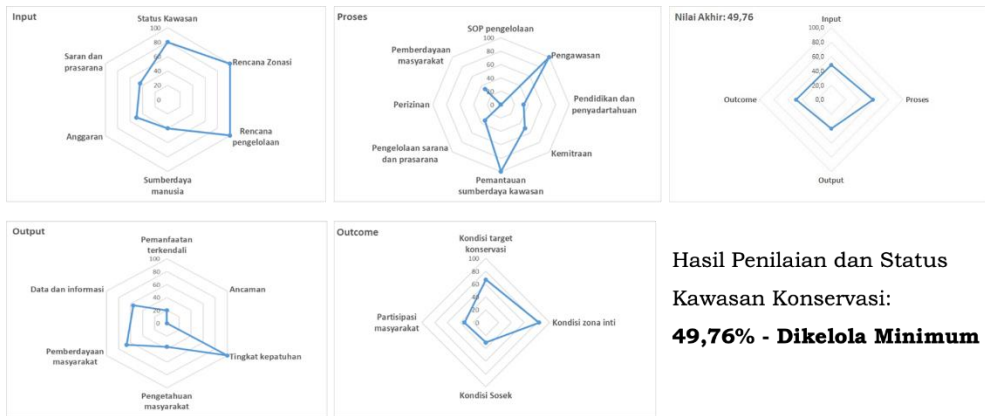 Input
Status Kawasan
100
80
60
40
20
0
Rencana Zonasi
Rencana
pengelolaan
Sumberdaya
manusia
Anggaran
Saran dan
prasarana
Proses
SOP pengelolaan
100
80
60
40
20
0
Pengawasan
Pendidikan dan
penyadartahuan
Kemitraan
Pemantauan
sumberdaya kawasan
Pengelolaan sarana
dan prasarana
Perizinan
Pemberdayaan
masyarakat
Nilai Akhir: 49,76
Input
100,0
80,0
60,0
40,0
20,0
0,0
Proses
Output
Outcome
Output
Pemanfaatan
terkendali
100
80
60
40
20
0
Ancaman
Tingkat kepatuhan
Pengetahuan
masyarakat
Pemberdayaan
masyarakat
Data dan informasi
Outcome
Kondisi target
konservasi
100
80
60
40
20
0
Kondisi zona inti
Kondisi Sosek
Partisipasi
masyarakat
Hasil Penilaian dan Status
Kawasan Konservasi:
49,76% - Dikelola Minimum